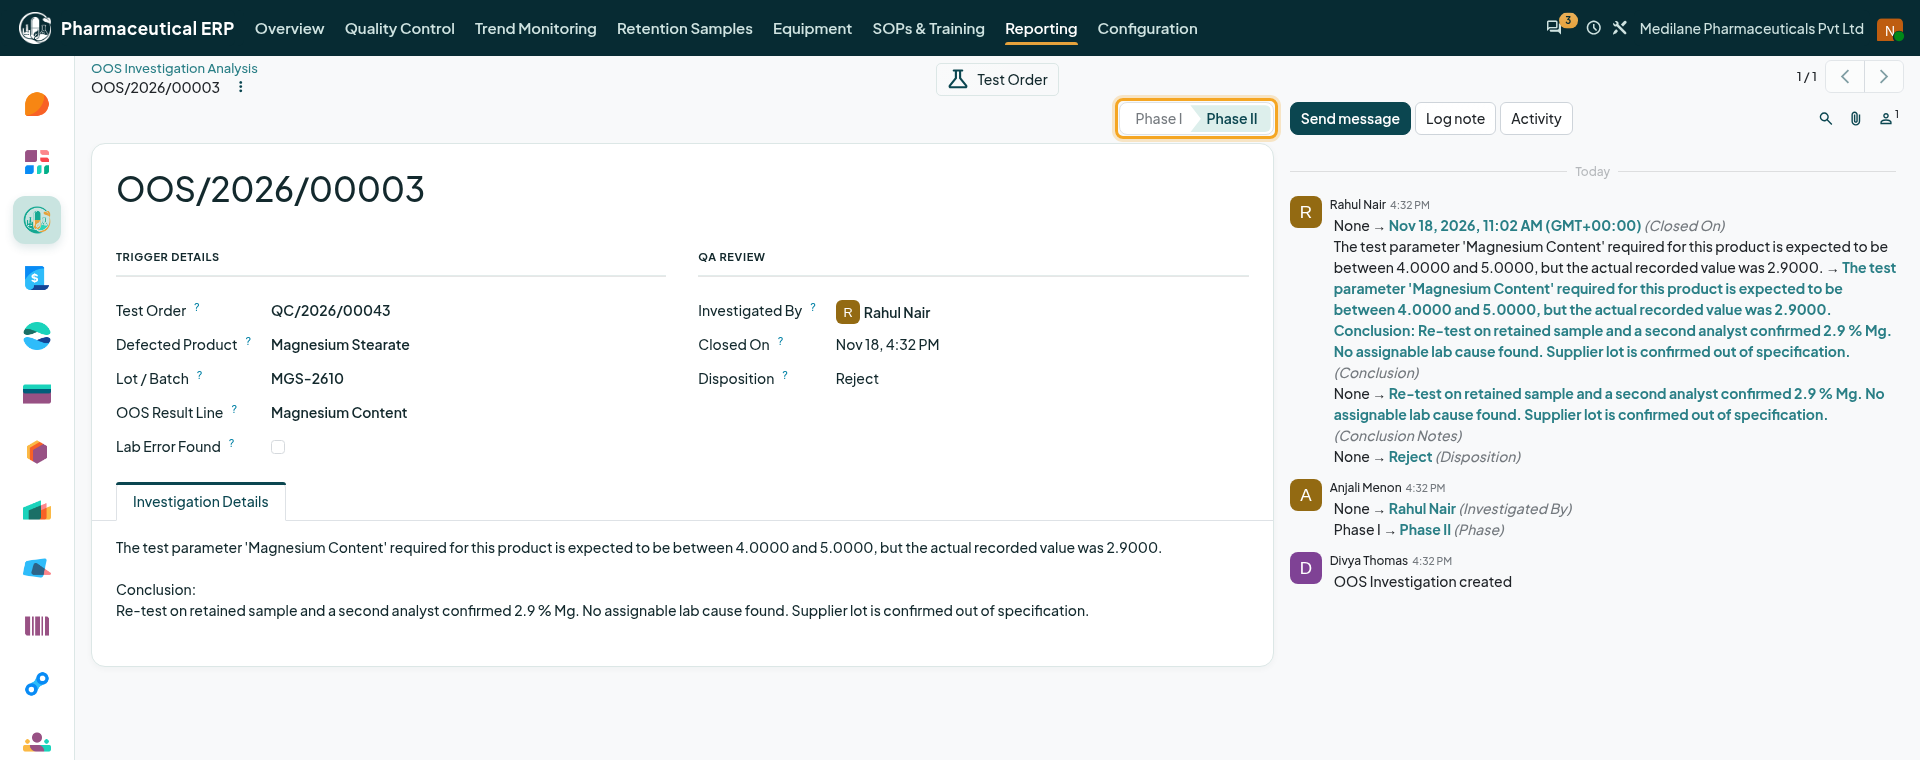 Pharmaceutical ERP
Overview
Quality Control
Trend Monitoring
Retention Samples
Equipment
SOPs & Training
Reporting
Configuration
3
Medilane Pharmaceuticals Pvt Ltd
N
OOS Investigation Analysis
OOS/2026/00003
Test Order
1 / 1
Phase I
Phase II
Send message
Log note
Activity
1
OOS/2026/00003
TRIGGER DETAILS
Test Order ? QC/2026/00043
Defected Product ? Magnesium Stearate
Lot / Batch ? MGS-2610
OOS Result Line ? Magnesium Content
Lab Error Found ?
QA REVIEW
Investigated By ? R Rahul Nair
Closed On ? Nov 18, 4:32 PM
Disposition ? Reject
Investigation Details
The test parameter 'Magnesium Content' required for this product is expected to be between 4.0000 and 5.0000, but the actual recorded value was 2.9000.
Conclusion:
Re-test on retained sample and a second analyst confirmed 2.9 % Mg. No assignable lab cause found. Supplier lot is confirmed out of specification.
Today
R
Rahul Nair 4:32 PM
None → Nov 18, 2026, 11:02 AM (GMT+00:00) (Closed On)
The test parameter 'Magnesium Content' required for this product is expected to be
between 4.0000 and 5.0000, but the actual recorded value was 2.9000. → The test
parameter 'Magnesium Content' required for this product is expected to be
between 4.0000 and 5.0000, but the actual recorded value was 2.9000.
Conclusion: Re-test on retained sample and a second analyst confirmed 2.9 % Mg.
No assignable lab cause found. Supplier lot is confirmed out of specification.
(Conclusion)
None → Re-test on retained sample and a second analyst confirmed 2.9 % Mg. No
assignable lab cause found. Supplier lot is confirmed out of specification.
(Conclusion Notes)
None → Reject (Disposition)
A
Anjali Menon 4:32 PM
None → Rahul Nair (Investigated By)
Phase I → Phase II (Phase)
D
Divya Thomas 4:32 PM
OOS Investigation created